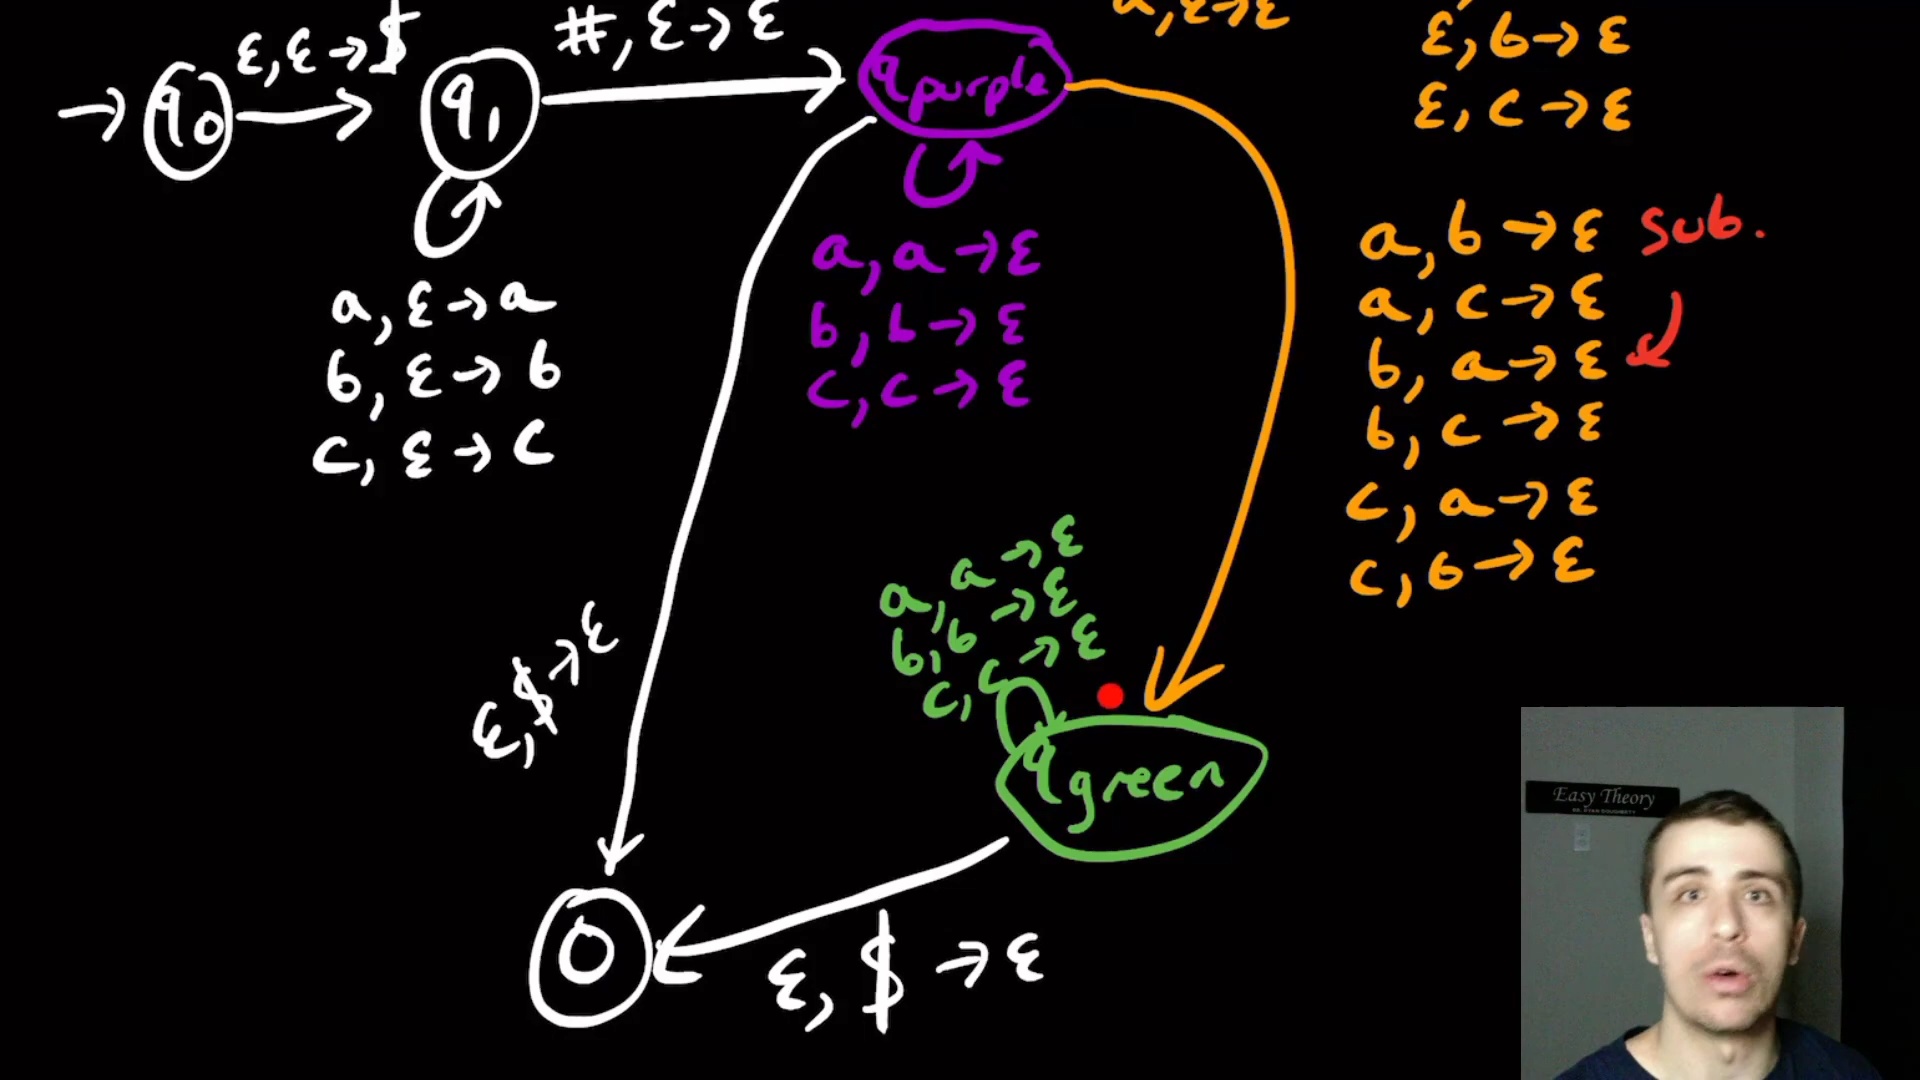 ε, ε → $
#, ε → ε
a, ε → ε
ε, b → ε
ε, c → ε
q0
q1
qpurple
a, ε → a
b, ε → b
c, ε → c
a, a → ε
b, b → ε
c, c → ε
a, b → ε sub.
a, c → ε
b, a → ε
b, c → ε
c, a → ε
c, b → ε
a, a → ε
b, b → ε
c, c → ε
ε, $ → ε
qgreen
ε, $ → ε
Easy Theory